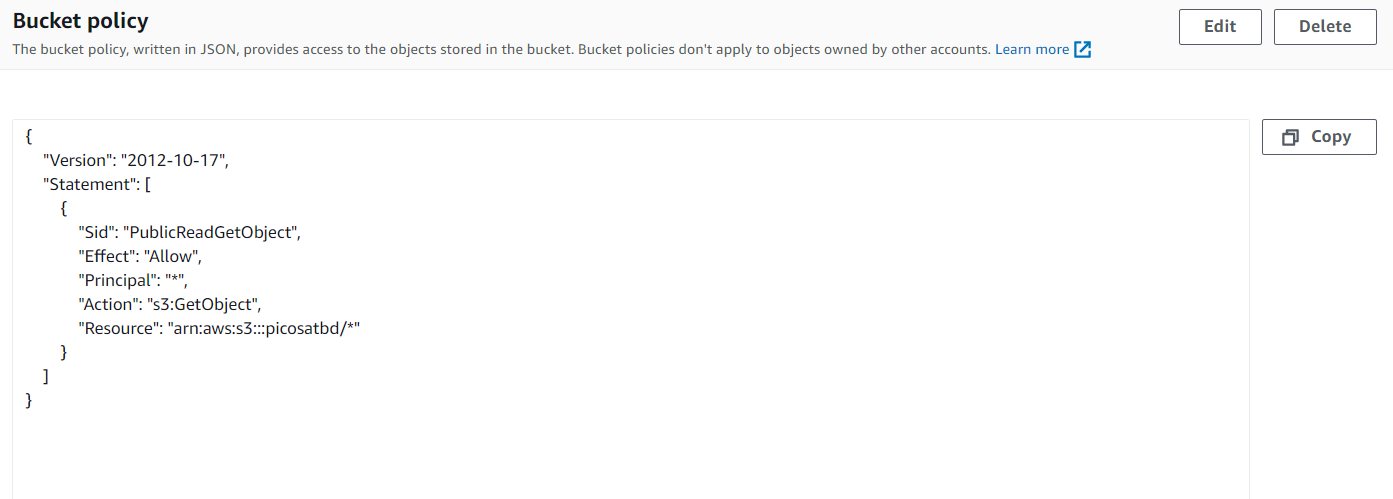 Bucket policy
Edit
Delete
The bucket policy, written in JSON, provides access to the objects stored in the bucket. Bucket policies don't apply to objects owned by other accounts. Learn more
Copy
{
"Version": "2012-10-17",
"Statement": [
{
"Sid": "PublicReadGetObject",
"Effect": "Allow",
"Principal": "*",
"Action": "s3:GetObject",
"Resource": "arn:aws:s3:::picosatbd/*"
}
]
}